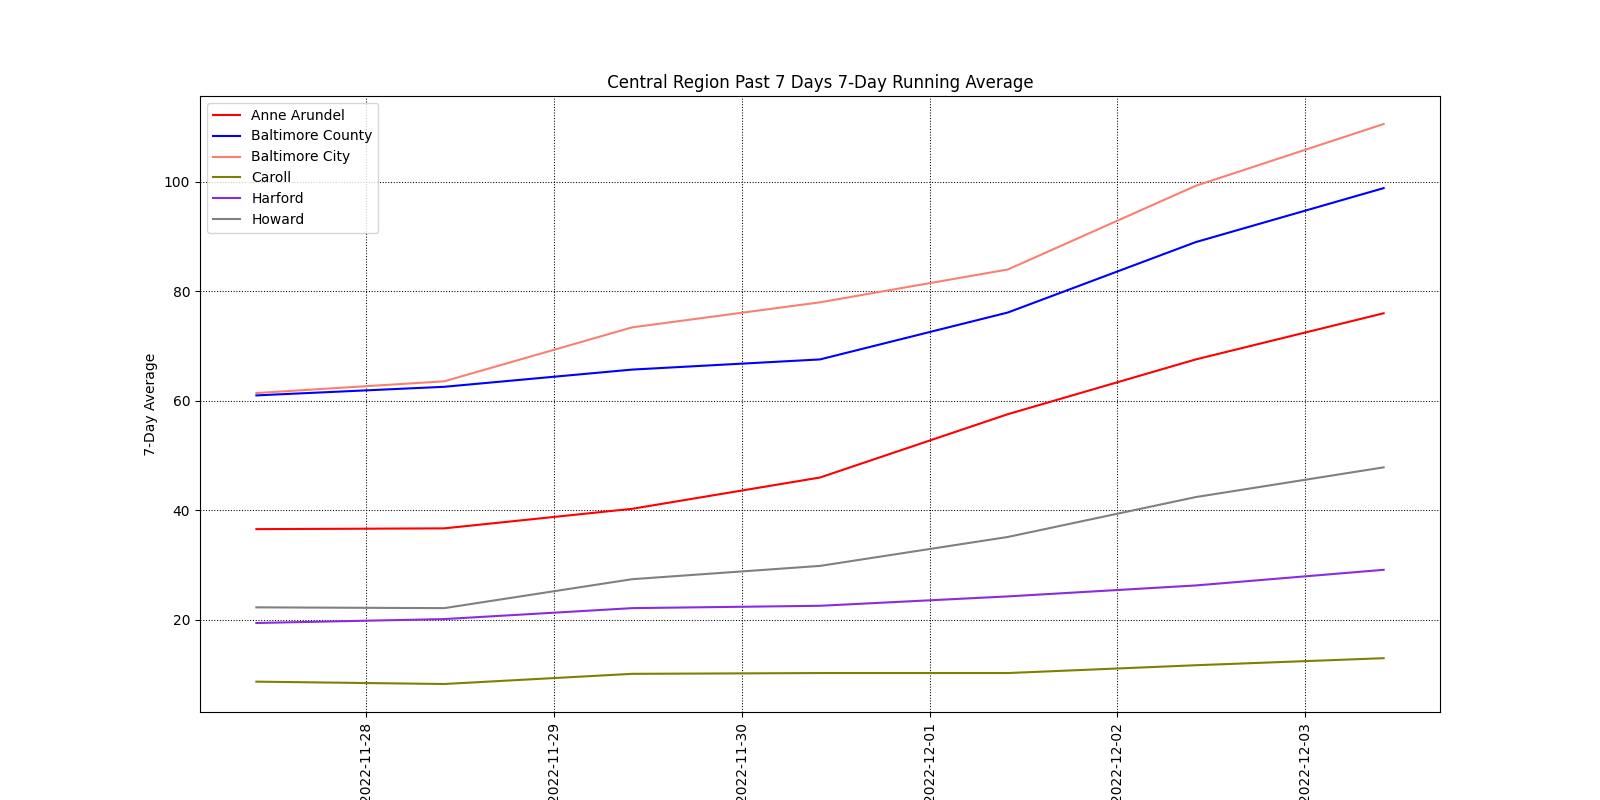 Central Region Past 7 Days 7-Day Running Average
Anne Arundel
Baltimore County
Baltimore City
Caroll
Harford
Howard
7-Day Average
100
80
60
40
20
2022-11-28
2022-11-29
2022-11-30
2022-12-01
2022-12-02
2022-12-03